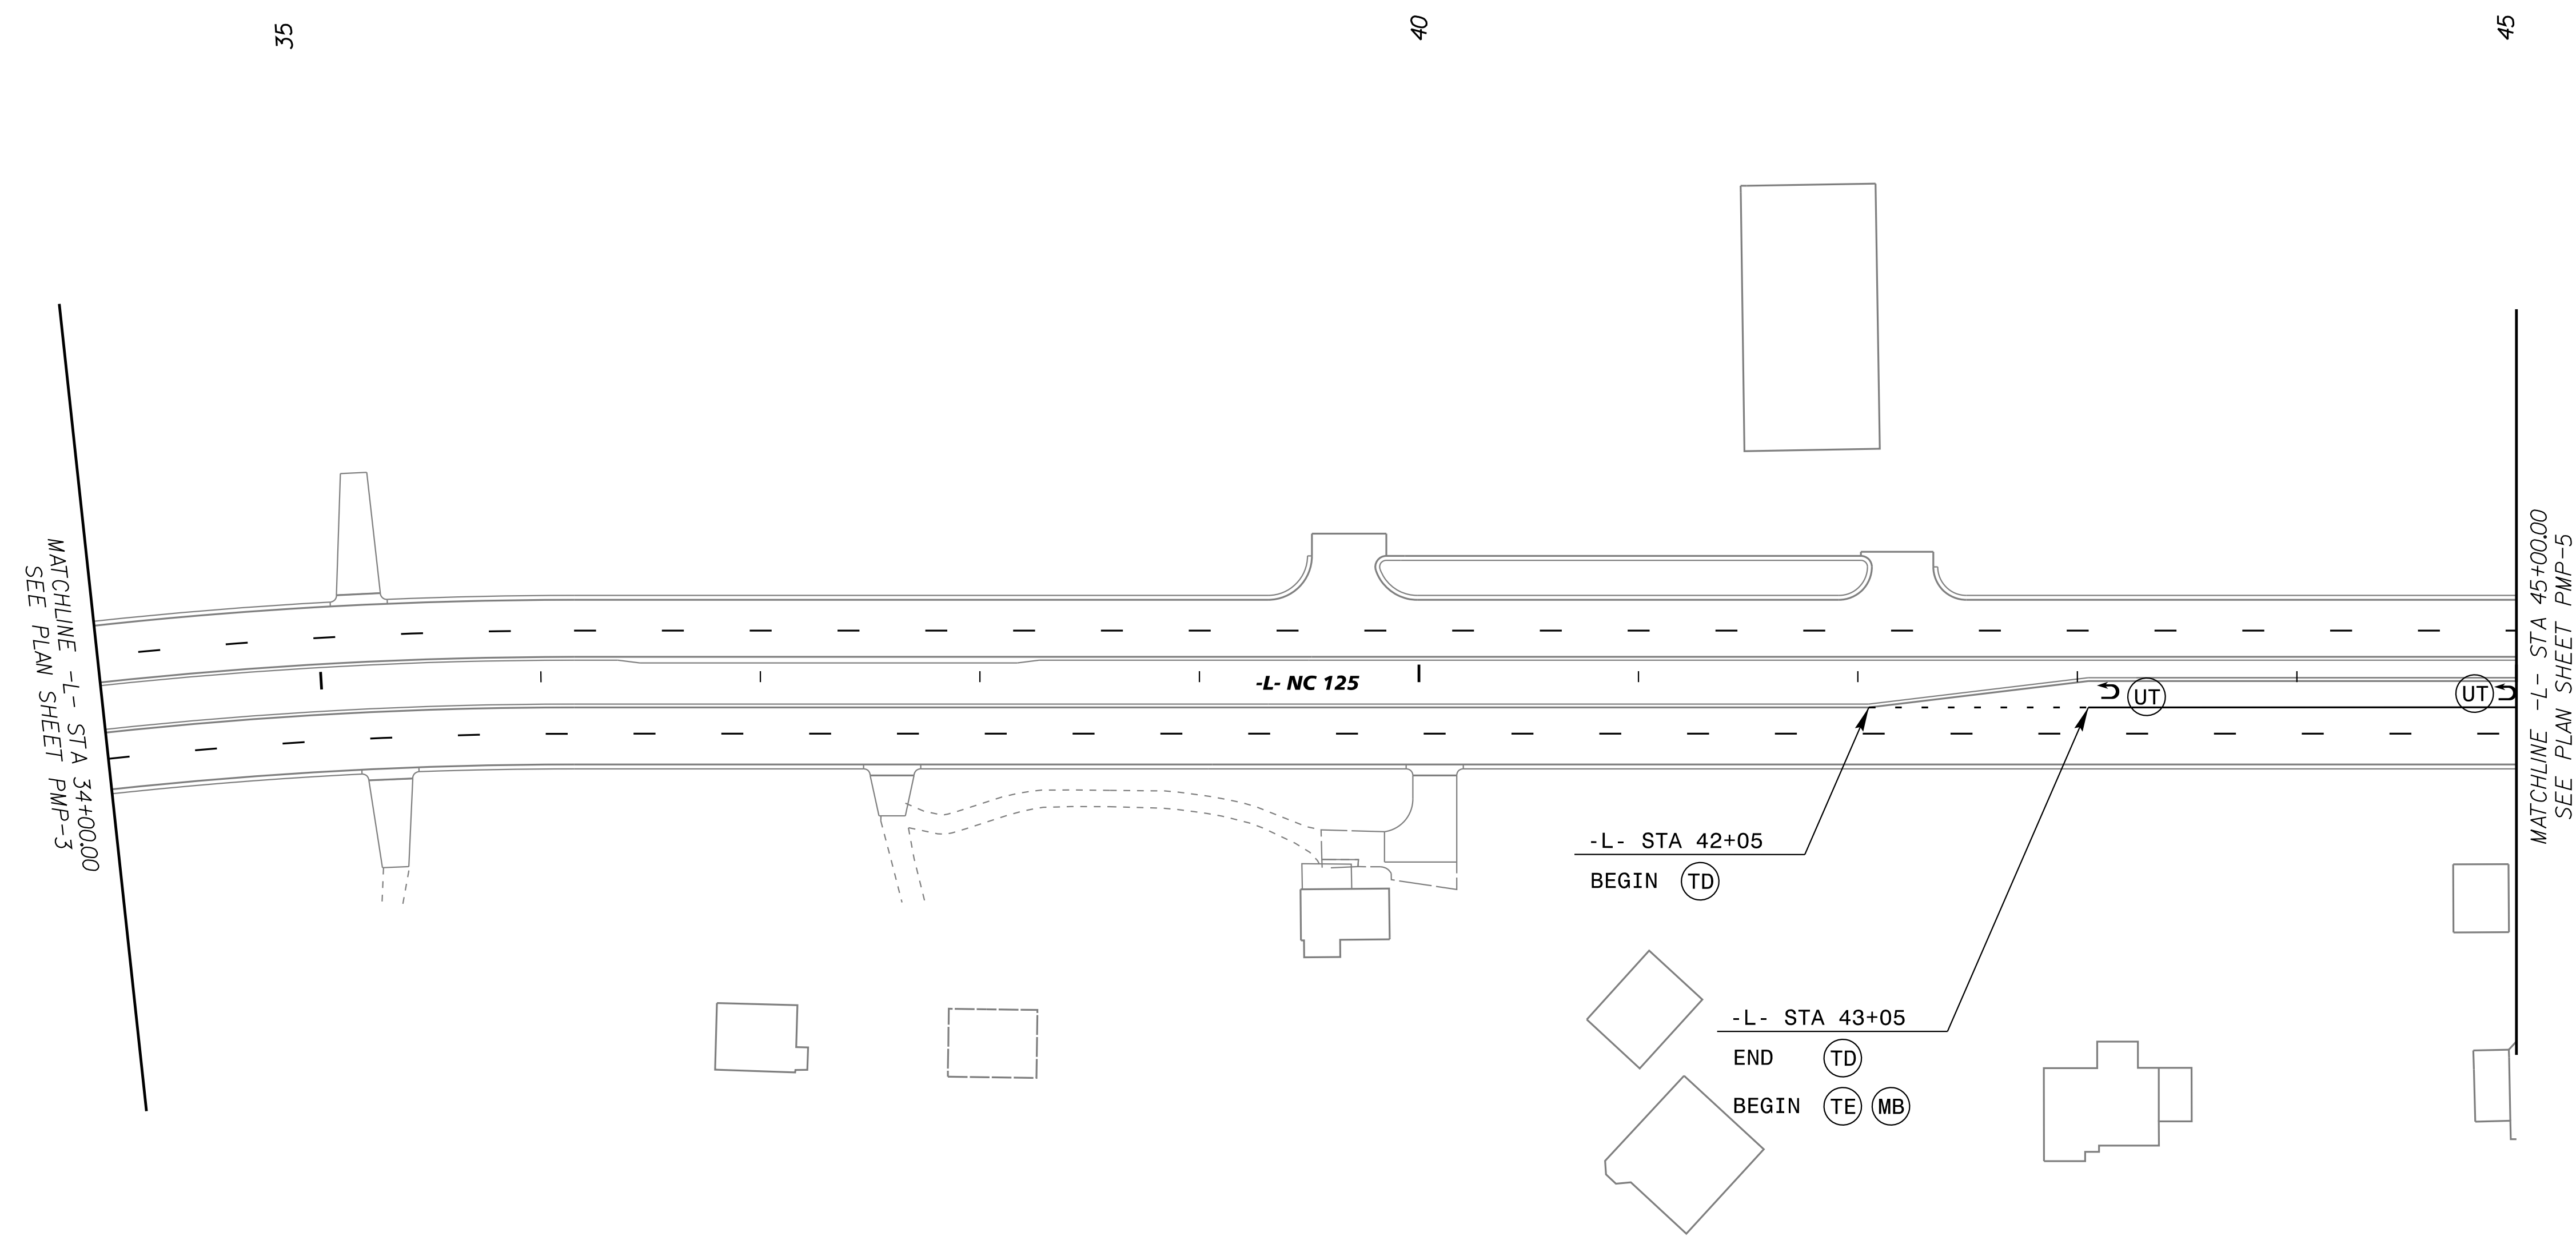 35
40
45
MATCHLINE -L- STA 34+00.00
SEE PLAN SHEET PMP-3
-L- NC 125
UT
UT
MATCHLINE -L- STA 45+00.00
SEE PLAN SHEET PMP-5
-L- STA 42+05
BEGIN TD
-L- STA 43+05
END TD
BEGIN TE MB